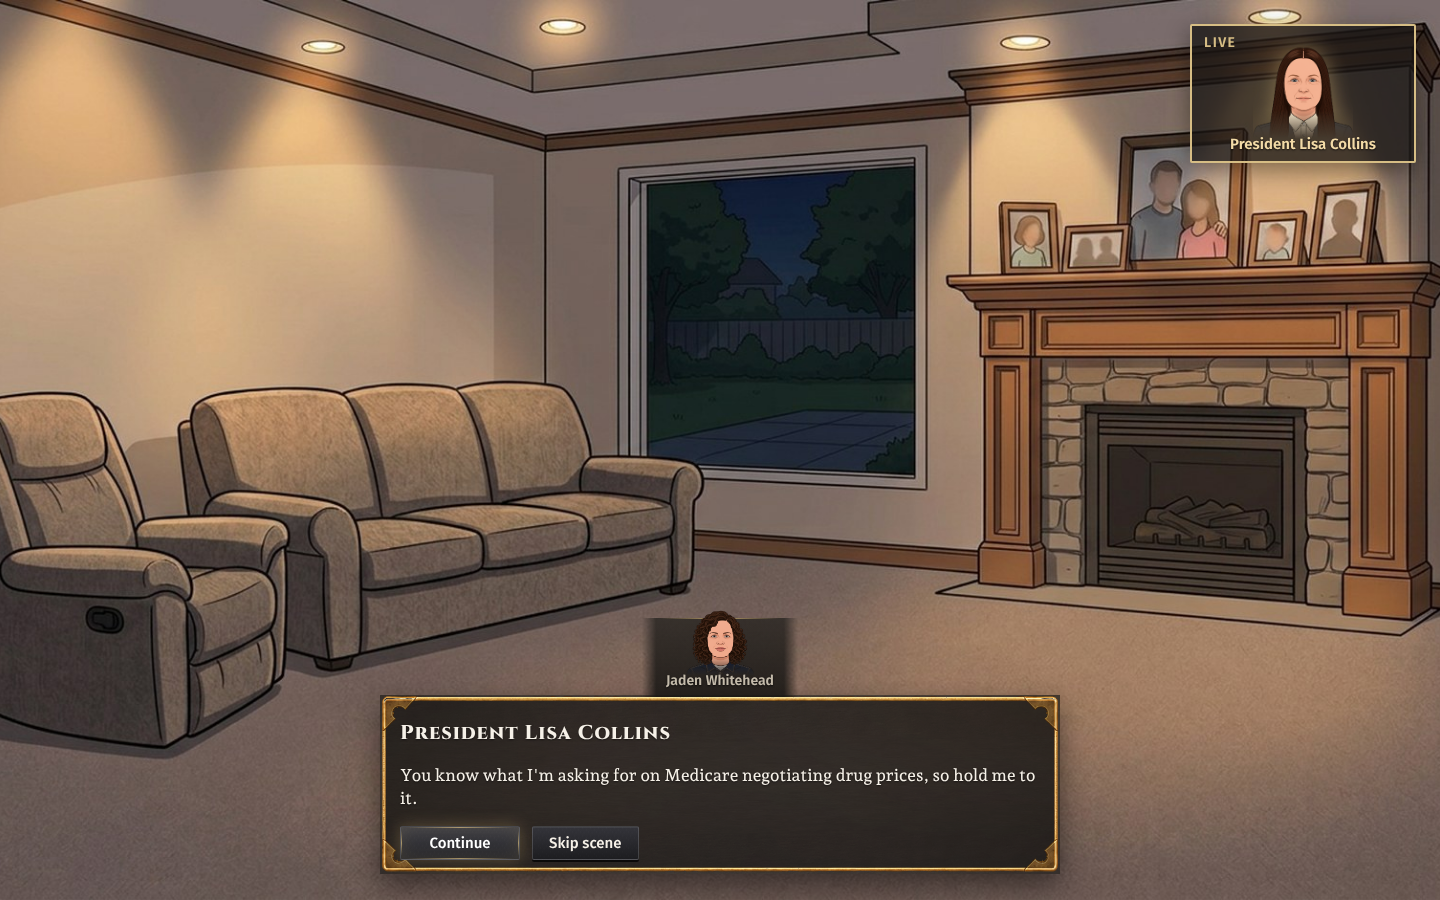 LIVE
President Lisa Collins
Jaden Whitehead
President Lisa Collins
You know what I'm asking for on Medicare negotiating drug prices, so hold me to
it.
Continue
Skip scene